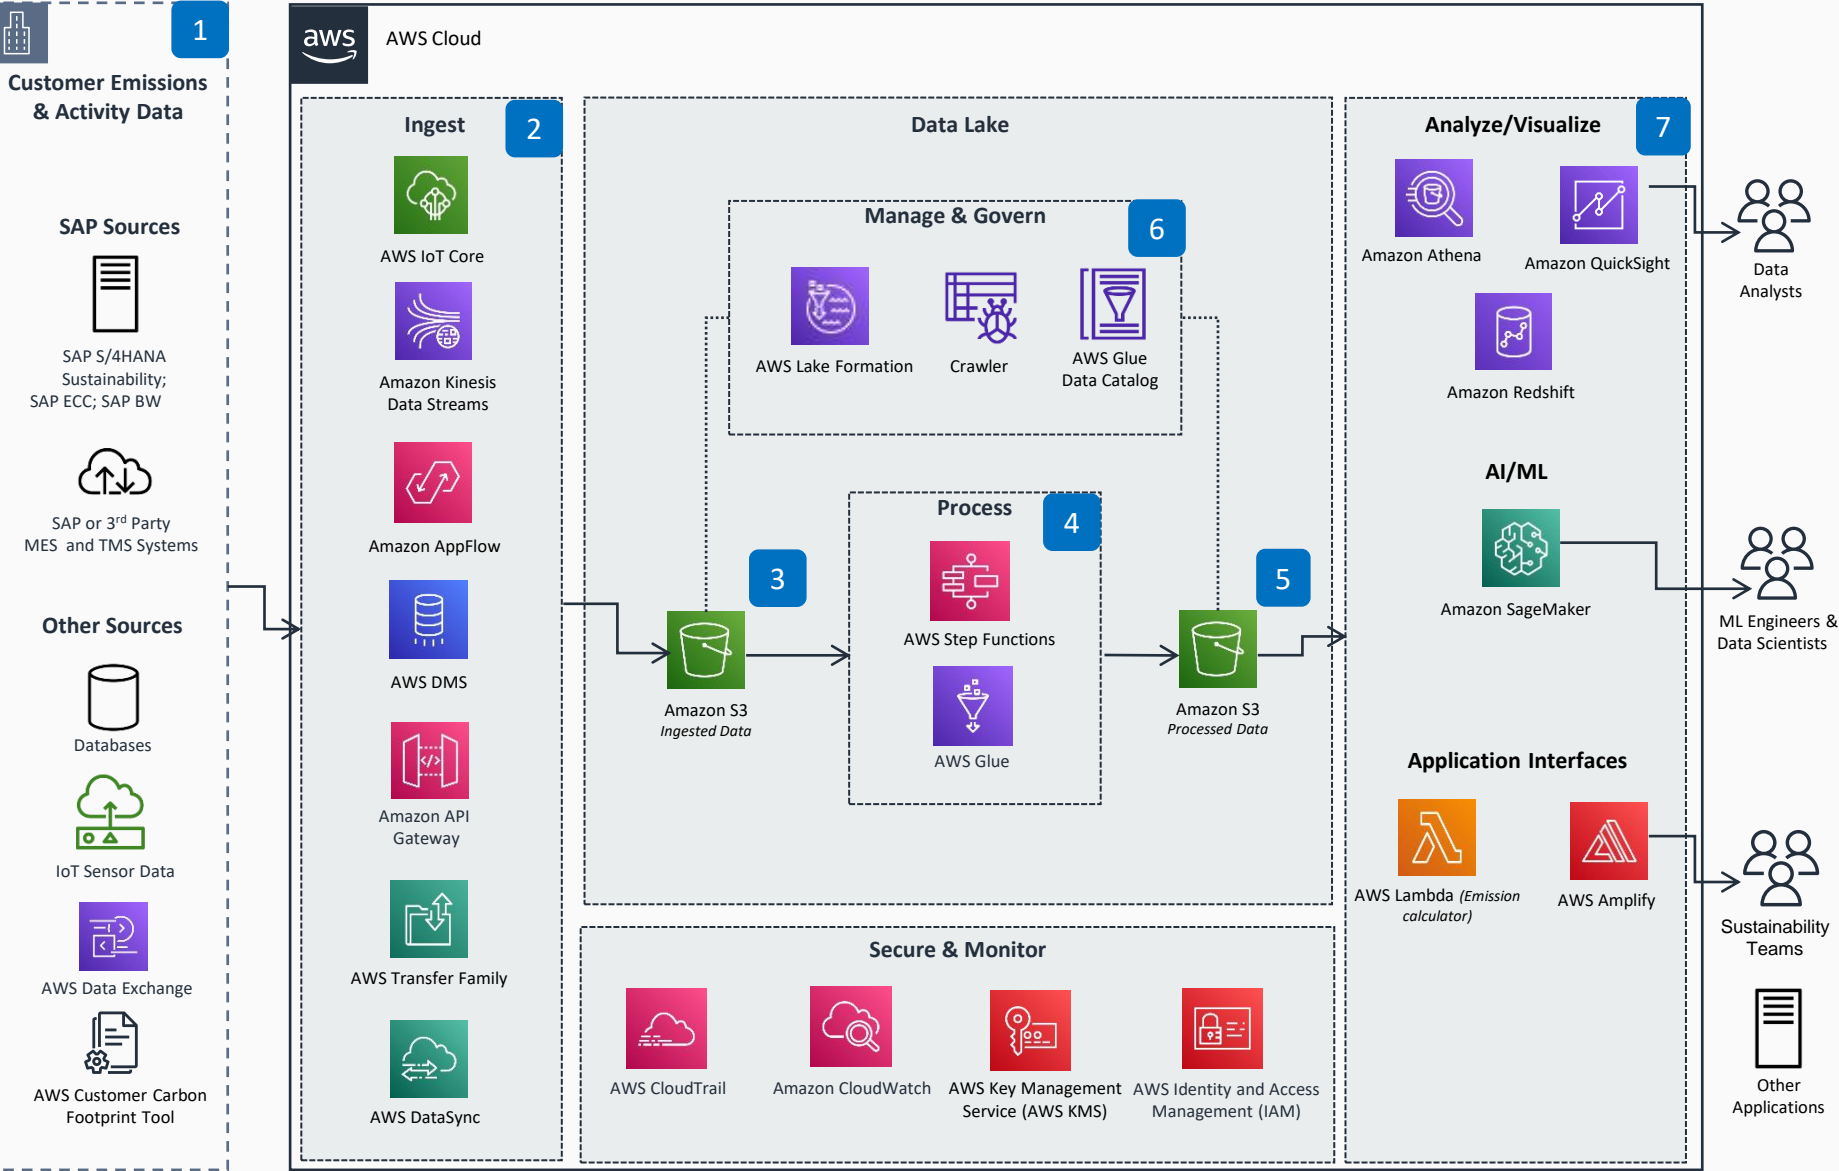 1
Customer Emissions
& Activity Data
SAP Sources
SAP S/4HANA
Sustainability;
SAP ECC; SAP BW
SAP or 3rd Party
MES and TMS Systems
Other Sources
Databases
IoT Sensor Data
AWS Data Exchange
AWS Customer Carbon
Footprint Tool
aws
AWS Cloud
Ingest
2
AWS IoT Core
Amazon Kinesis
Data Streams
Amazon AppFlow
AWS DMS
</>
Amazon API
Gateway
AWS Transfer Family
AWS DataSync
Data Lake
Manage & Govern
6
AWS Lake Formation
Crawler
AWS Glue
Data Catalog
3
Amazon S3
Ingested Data
Process
4
AWS Step Functions
AWS Glue
5
Amazon S3
Processed Data
Secure & Monitor
AWS CloudTrail
Amazon CloudWatch
AWS Key Management
Service (AWS KMS)
AWS Identity and Access
Management (IAM)
Analyze/Visualize
7
Amazon Athena
Amazon QuickSight
Amazon Redshift
AI/ML
Amazon SageMaker
Application Interfaces
AWS Lambda (Emission
calculator)
AWS Amplify
Data
Analysts
ML Engineers &
Data Scientists
Sustainability
Teams
Other
Applications